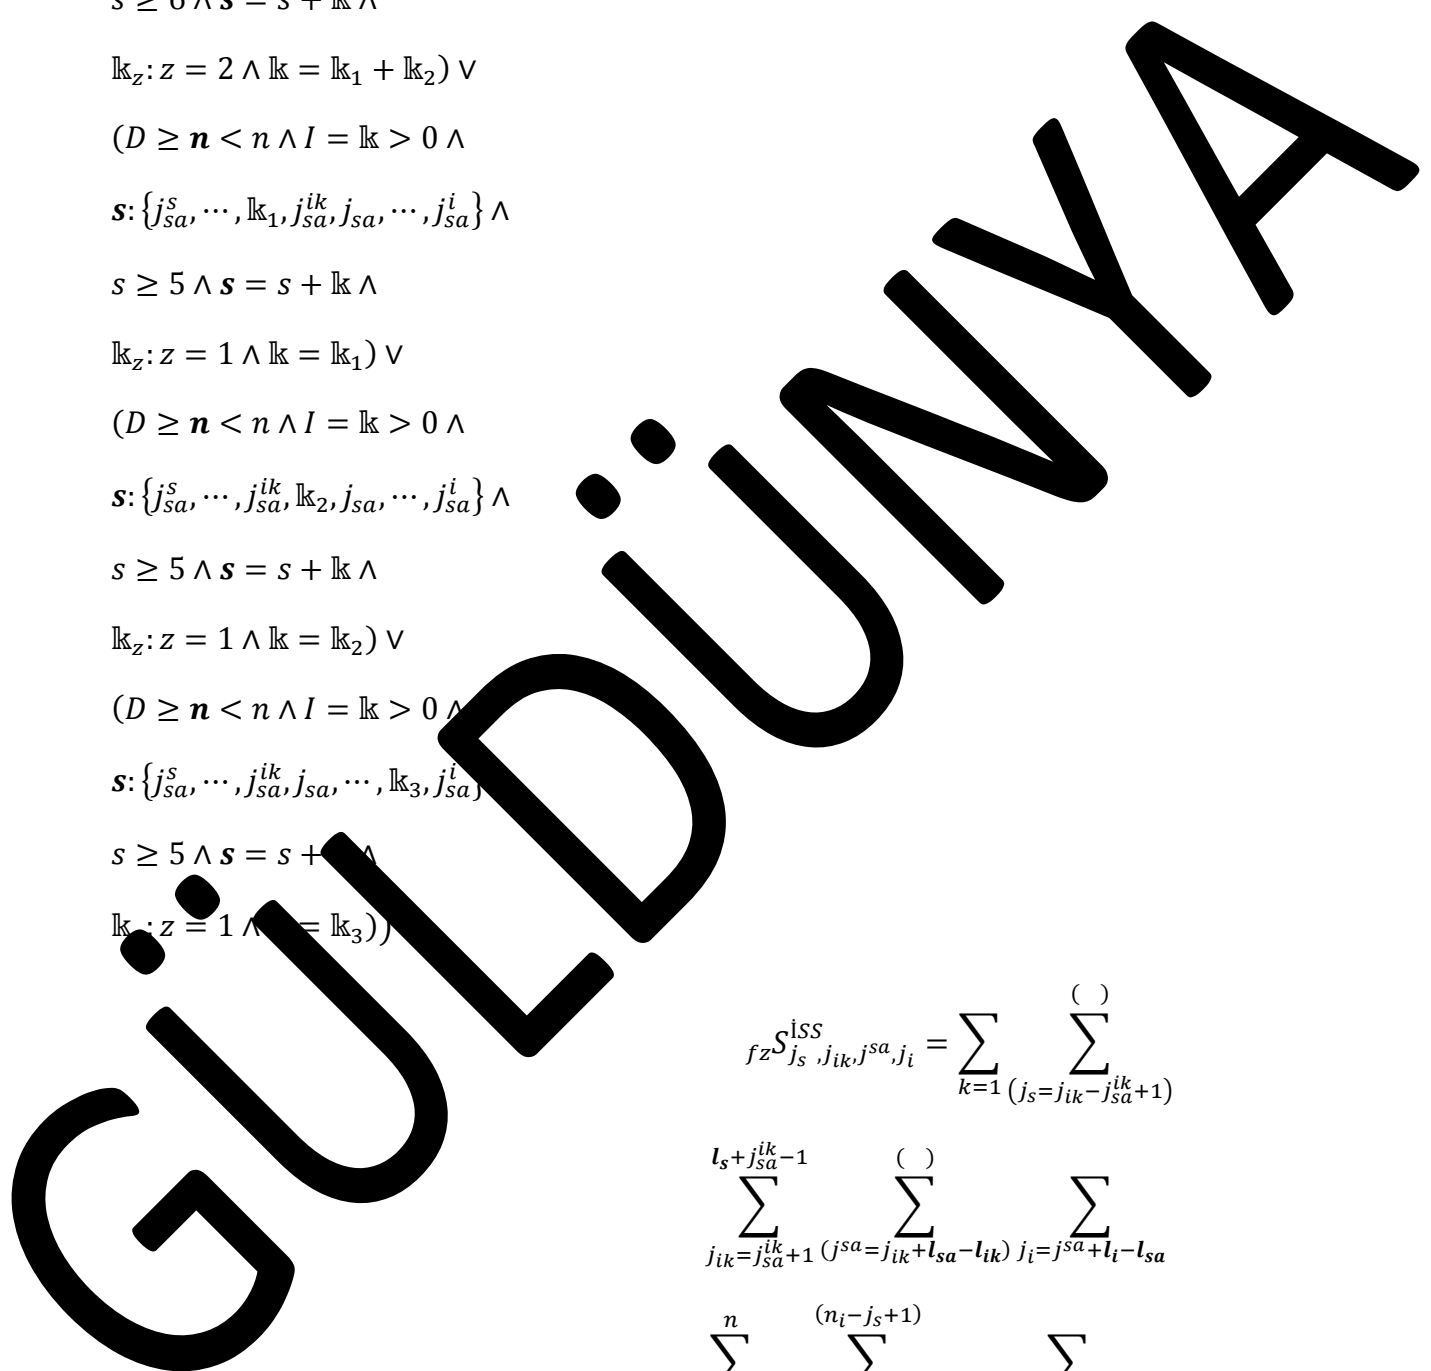 s ≥ 6 ∧ s = s + 𝕜 ∧
𝕜_z: z = 2 ∧ 𝕜 = 𝕜_1 + 𝕜_2) ∨
(D ≥ n < n ∧ I = 𝕜 > 0 ∧
s: {j_{sa}^s, ⋯, 𝕜_1, j_{sa}^{ik}, j_{sa}, ⋯, j_{sa}^i} ∧
s ≥ 5 ∧ s = s + 𝕜 ∧
𝕜_z: z = 1 ∧ 𝕜 = 𝕜_1) ∨
(D ≥ n < n ∧ I = 𝕜 > 0 ∧
s: {j_{sa}^s, ⋯, j_{sa}^{ik}, 𝕜_2, j_{sa}, ⋯, j_{sa}^i} ∧
s ≥ 5 ∧ s = s + 𝕜 ∧
𝕜_z: z = 1 ∧ 𝕜 = 𝕜_2) ∨
(D ≥ n < n ∧ I = 𝕜 > 0 ∧
s: {j_{sa}^s, ⋯, j_{sa}^{ik}, j_{sa}, ⋯, 𝕜_3, j_{sa}^i}
s ≥ 5 ∧ s = s + ∧
𝕜 : z = 1 ∧ = 𝕜_3))
_{fz}S_{j_s, j_{ik}, j^{sa}, j_i}^{İSS} = ∑_{k=1} ∑_{(j_s=j_{ik}-j_{sa}^{ik}+1)}^{( )}
∑_{j_{ik}=j_{sa}^{ik}+1}^{l_s+j_{sa}^{ik}-1} ∑_{(j^{sa}=j_{ik}+l_{sa}-l_{ik})}^{( )} ∑_{j_i=j^{sa}+l_i-l_{sa}}
∑^{n} ∑^{(n_i-j_s+1)} ∑
GÜLDÜNYA